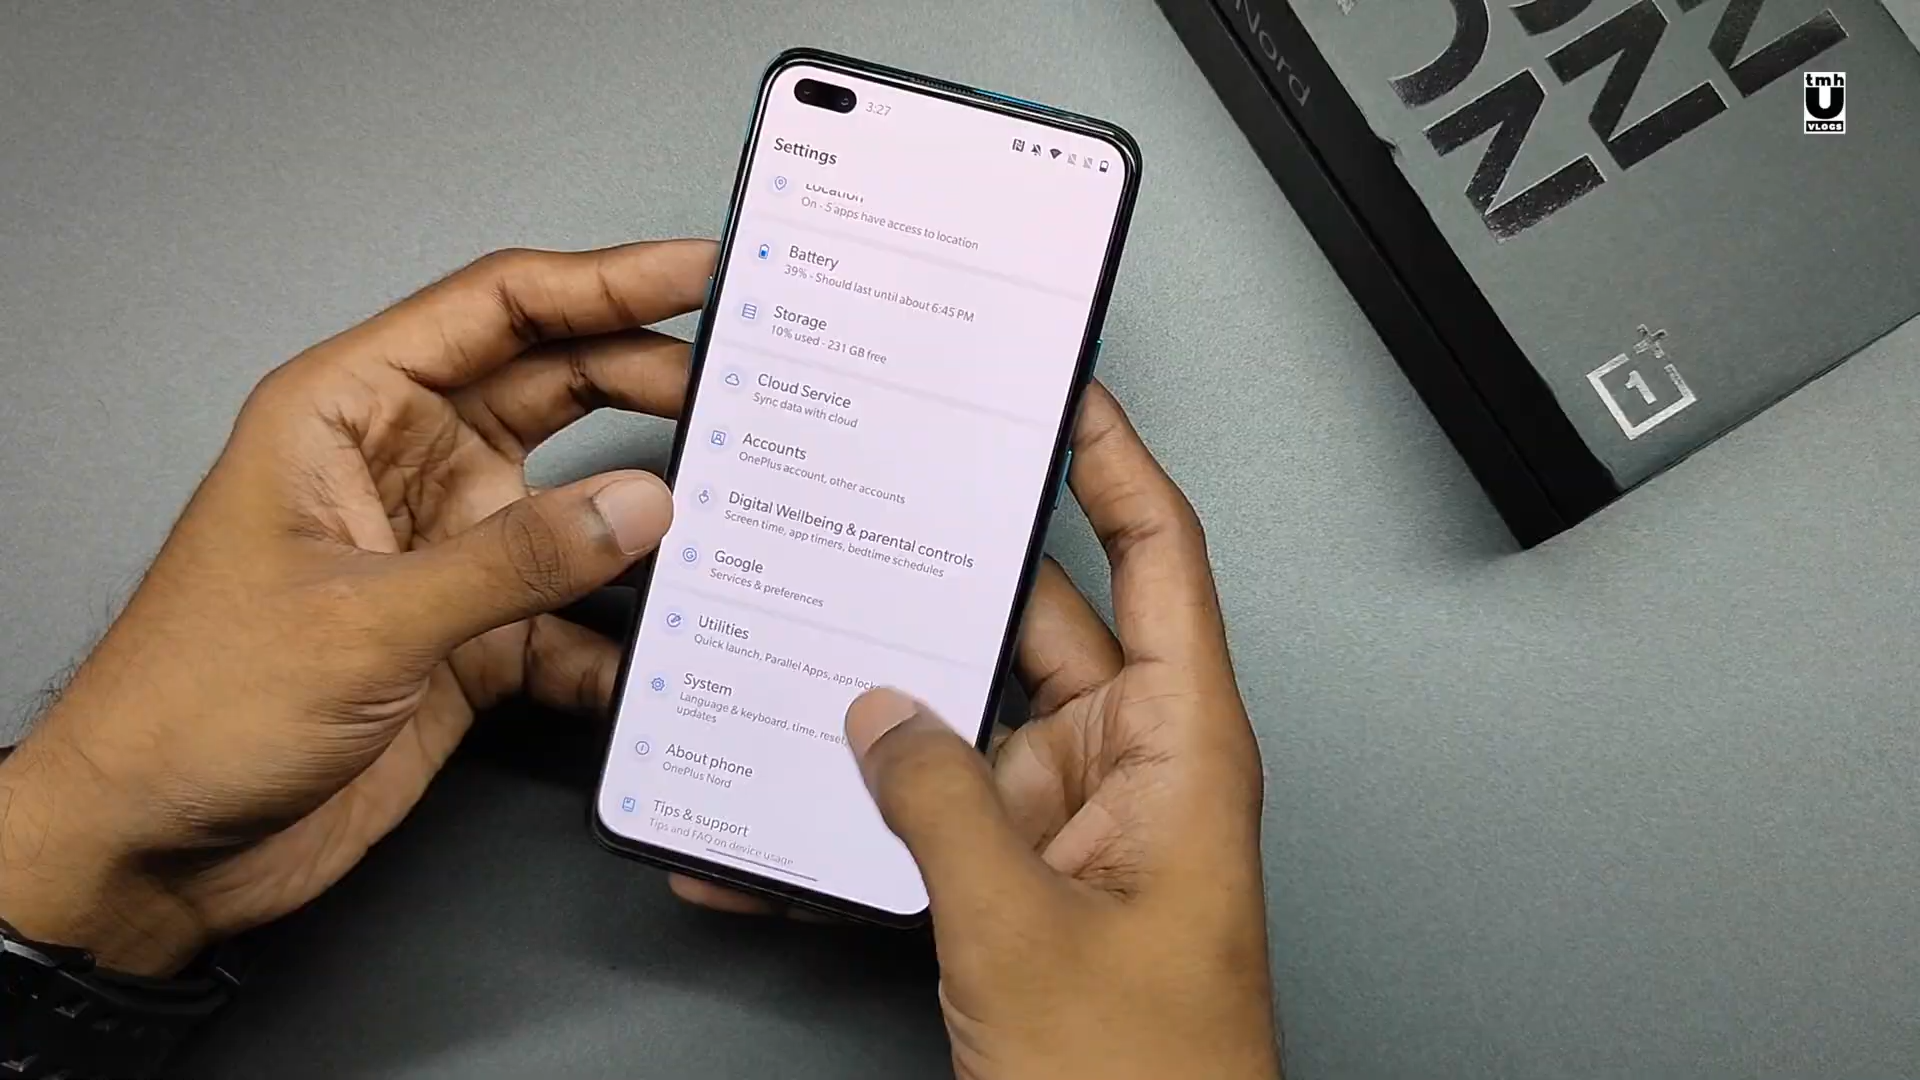 3:27
Settings
Location
On - 5 apps have access to location
Battery
39% - Should last until about 6:45 PM
Storage
10% used - 231 GB free
Cloud Service
Sync data with cloud
Accounts
OnePlus account, other accounts
Digital Wellbeing & parental controls
Screen time, app timers, bedtime schedules
Google
Services & preferences
Utilities
Quick launch, Parallel Apps, app lock
System
Language & keyboard, time, reset,
updates
About phone
OnePlus Nord
Tips & support
Tips and FAQ on device usage
Nord
1+
tmh
U
VLOGS